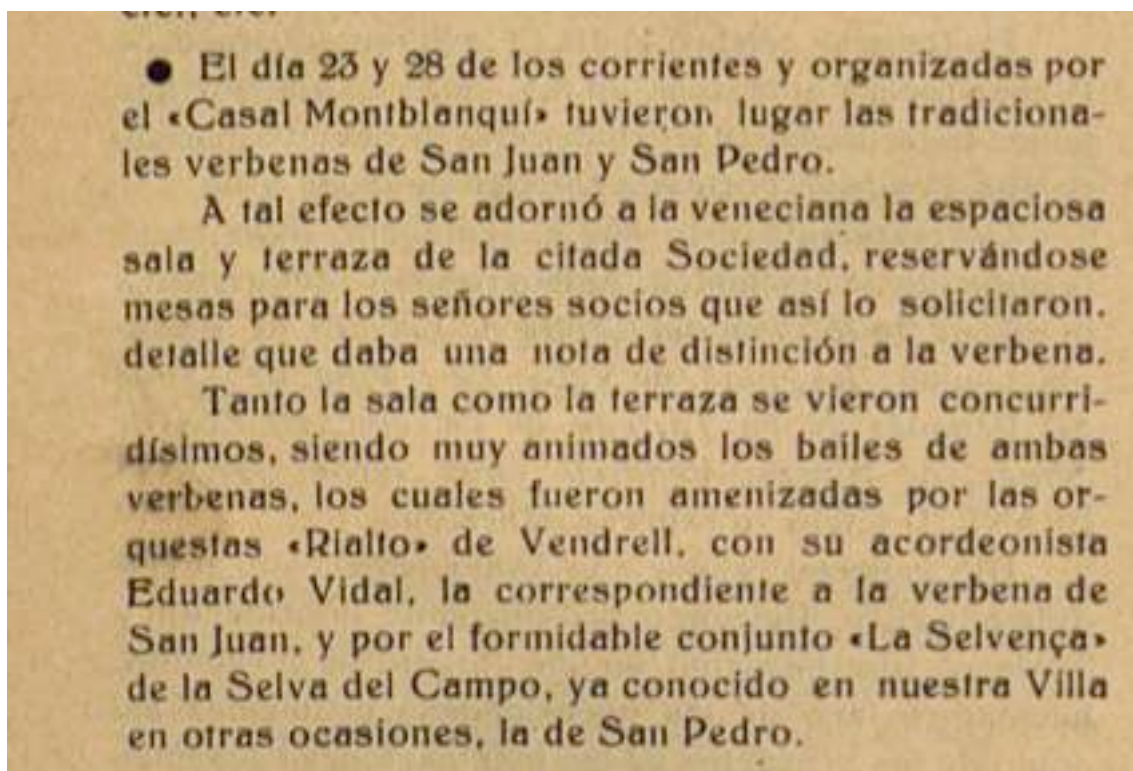 ● El día 23 y 28 de los corrientes y organizadas por
el «Casal Montblanquí» tuvieron lugar las tradiciona-
les verbenas de San Juan y San Pedro.
A tal efecto se adornó a la veneciana la espaciosa
sala y terraza de la citada Sociedad, reservándose
mesas para los señores socios que así lo solicitaron.
detalle que daba una nota de distinción a la verbena.
Tanto la sala como la terraza se vieron concurri-
dísimos, siendo muy animados los bailes de ambas
verbenas, los cuales fueron amenizadas por las or-
questas «Rialto» de Vendrell, con su acordeonista
Eduardo Vidal, la correspondiente a la verbena de
San Juan, y por el formidable conjunto «La Selvença»
de la Selva del Campo, ya conocido en nuestra Villa
en otras ocasiones, la de San Pedro.